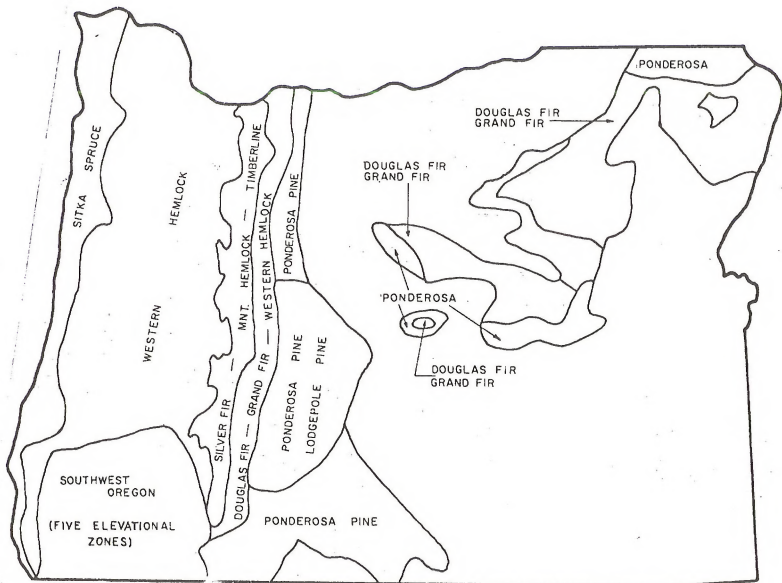 PONDEROSA
DOUGLAS FIR
GRAND FIR
DOUGLAS FIR
GRAND FIR
SITKA SPRUCE
HEMLOCK
WESTERN
SILVER FIR — MNT. HEMLOCK — TIMBERLINE
DOUGLAS FIR — GRAND FIR — WESTERN HEMLOCK
PONDEROSA PINE
PONDEROSA
PONDEROSA PINE
LODGEPOLE PINE
DOUGLAS FIR
GRAND FIR
SOUTHWEST
OREGON
(FIVE ELEVATIONAL
ZONES)
PONDEROSA PINE